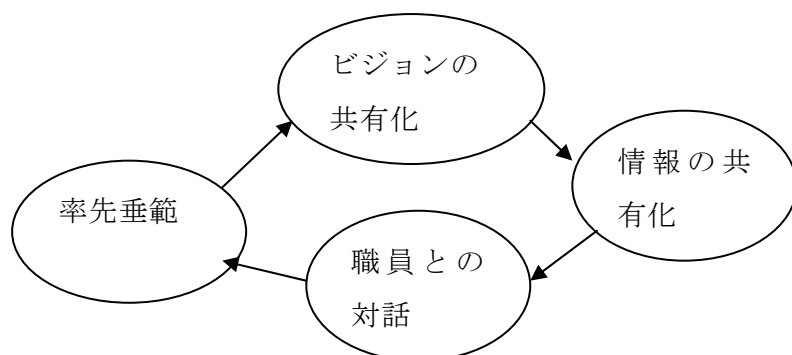 ビジョンの
共有化
情報の共
有化
率先垂範
職員との
対話